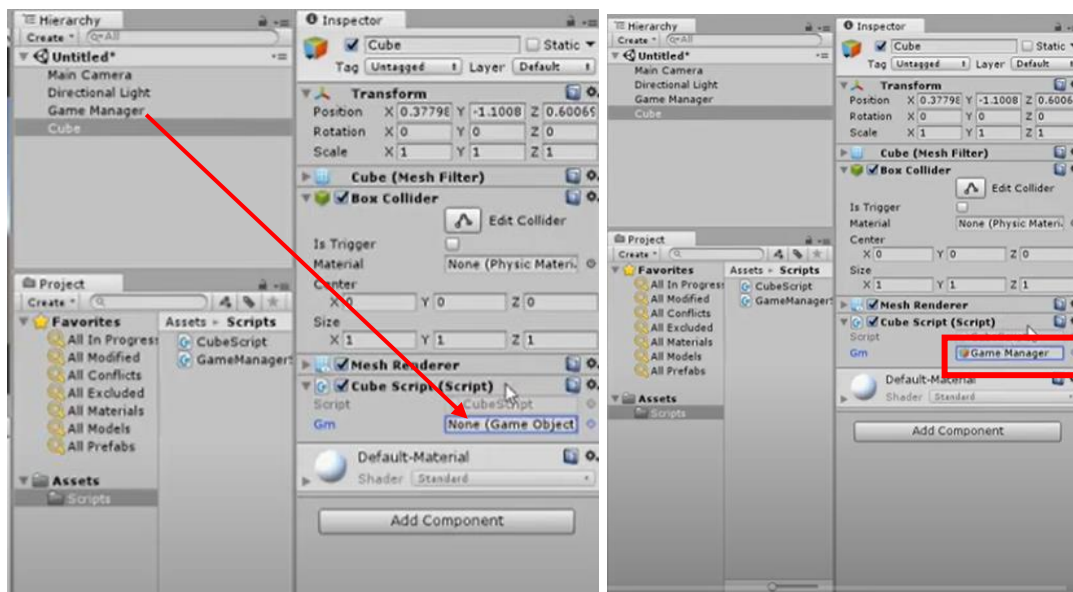 Hierarchy
Create
All
Untitled*
Main Camera
Directional Light
Game Manager
Cube
Project
Create
Favorites
All In Progres
All Modified
All Conflicts
All Excluded
All Materials
All Models
All Prefabs
Assets
Scripts
Assets Scripts
CubeScript
GameManagerS
Inspector
Cube Static
Tag Untagged Layer Default
Transform
Position X 0.37798 Y -1.1008 Z 0.60069
Rotation X 0 Y 0 Z 0
Scale X 1 Y 1 Z 1
Cube (Mesh Filter)
Box Collider
Edit Collider
Is Trigger
Material None (Physic Materi.
Center
X 0 Y 0 Z 0
Size
X 1 Y 1 Z 1
Mesh Renderer
Cube Script (Script)
Script CubeScript
Gm None (Game Object
Default-Material
Shader Standard
Add Component
Hierarchy
Create All
Untitled*
Main Camera
Directional Light
Game Manager
Cube
Project
Create
Favorites
All In Progress
All Modified
All Conflicts
All Excluded
All Materials
All Models
All Prefabs
Assets
Scripts
Assets Scripts
CubeScript
GameManagerS
Inspector
Cube Static
Tag Untagged Layer Default
Transform
Position X 0.37798 Y -1.1008 Z 0.6006
Rotation X 0 Y 0 Z 0
Scale X 1 Y 1 Z 1
Cube (Mesh Filter)
Box Collider
Edit Collider
Is Trigger
Material None (Physic Materi.
Center
X 0 Y 0 Z 0
Size
X 1 Y 1 Z 1
Mesh Renderer
Cube Script (Script)
Script
Gm Game Manager
Default-Material
Shader Standard
Add Component